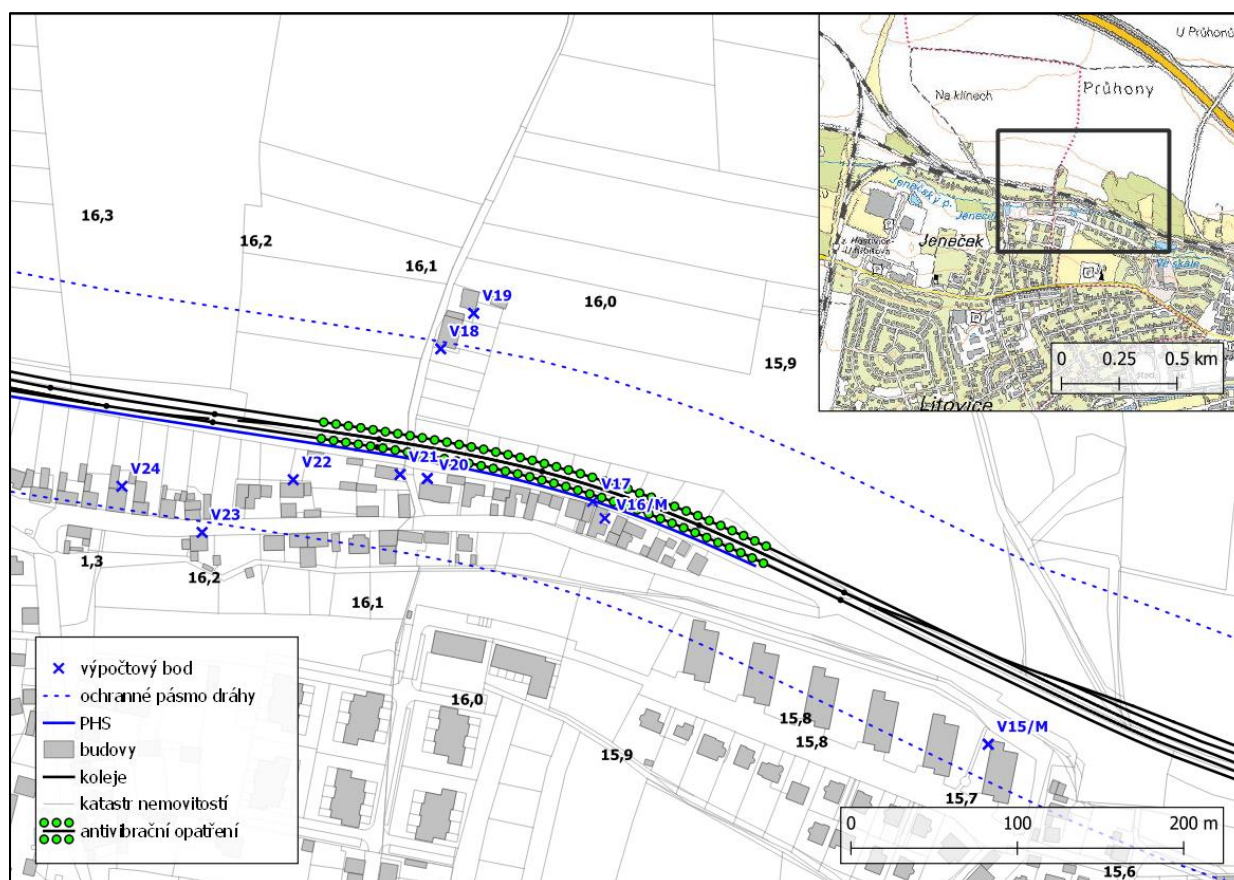 16,3
16,2
16,1
16,0
15,9
V19
V18
V24
V22
V21
V20
V17
V16/M
V23
1,3
16,2
16,1
16,0
15,9
15,8
15,8
V15/M
15,7
15,6
U Průhonů
Průhony
Na klínech
Jenečský p.
Jeneček
Litovice
0 0.25 0.5 km
výpočtový bod
ochranné pásmo dráhy
PHS
budovy
koleje
katastr nemovitostí
antivibrační opatření
0 100 200 m